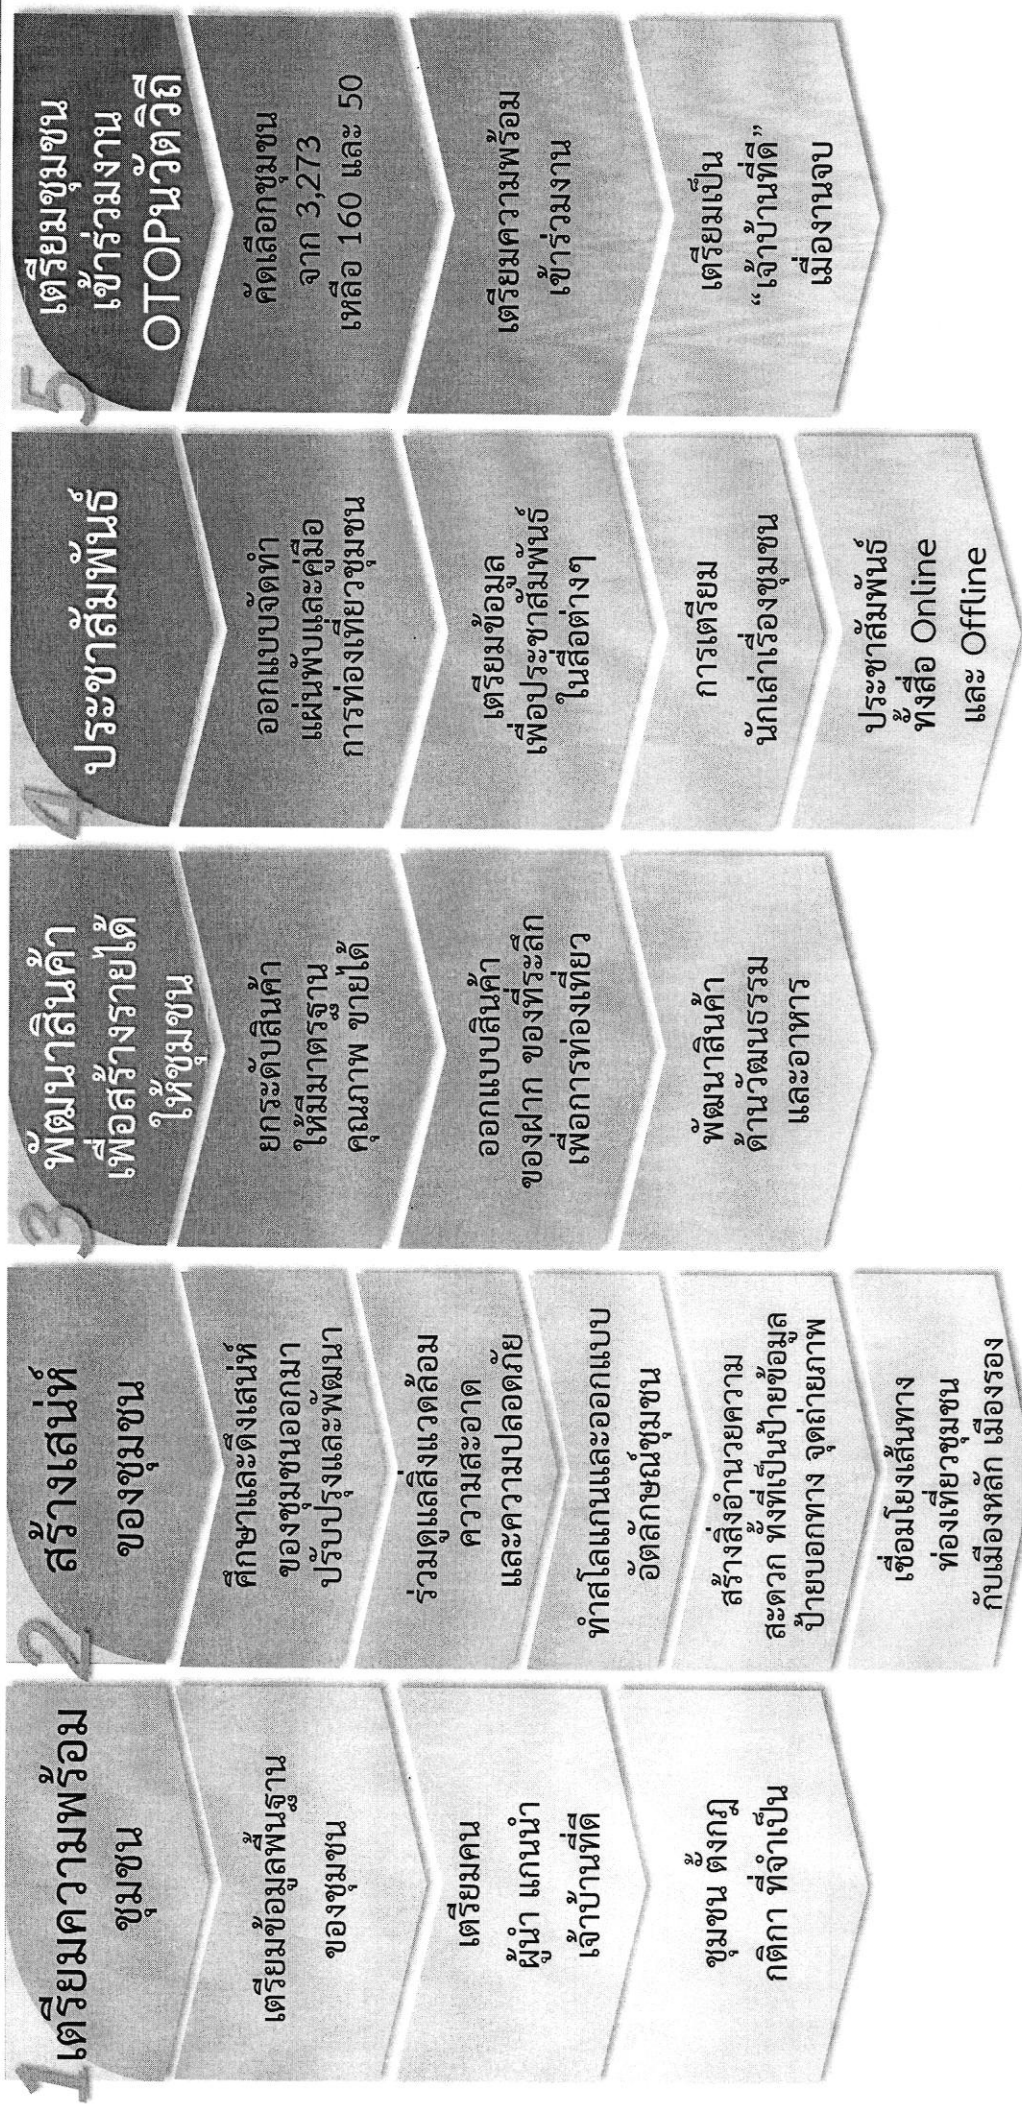 1
เตรียมความพร้อม
ชุมชน
เตรียมข้อมูลพื้นฐาน
ของชุมชน
เตรียมคน
ผู้นำ แกนนำ
เจ้าบ้านที่ดี
ชุมชน ตั้งกฎ
กติกา ที่จำเป็น
2
สร้างเสน่ห์
ของชุมชน
ศึกษาและดึงเสน่ห์
ของชุมชนออกมา
ปรับปรุงและพัฒนา
ร่วมดูแลสิ่งแวดล้อม
ความสะอาด
และความปลอดภัย
ทำสโลแกนและออกแบบ
อัตลักษณ์ชุมชน
สร้างสิ่งอำนวยความ
สะดวก ทั้งที่เป็นป้ายข้อมูล
ป้ายบอกทาง จุดถ่ายภาพ
เชื่อมโยงเส้นทาง
ท่องเที่ยวชุมชน
กับเมืองหลัก เมืองรอง
3
พัฒนาสินค้า
เพื่อสร้างรายได้
ให้ชุมชน
ยกระดับสินค้า
ให้มีมาตรฐาน
คุณภาพ ขายได้
ออกแบบสินค้า
ของฝาก ของที่ระลึก
เพื่อการท่องเที่ยว
พัฒนาสินค้า
ด้านวัฒนธรรม
และอาหาร
4
ประชาสัมพันธ์
ออกแบบจัดทำ
แผ่นพับและคู่มือ
การท่องเที่ยวชุมชน
เตรียมข้อมูล
เพื่อประชาสัมพันธ์
ในสื่อต่างๆ
การเตรียม
นักเล่าเรื่องชุมชน
ประชาสัมพันธ์
ทั้งสื่อ Online
และ Offline
5
เตรียมชุมชน
เข้าร่วมงาน
OTOPนวัตวิถี
คัดเลือกชุมชน
จาก 3,273
เหลือ 160 และ 50
เตรียมความพร้อม
เข้าร่วมงาน
เตรียมเป็น
“เจ้าบ้านที่ดี”
เมื่องานจบ